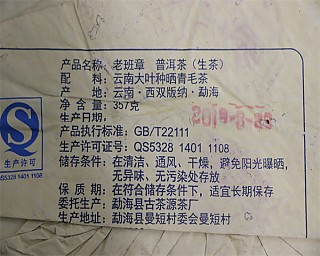 产品名称：老班章 普洱茶（生茶）
配 料：云南大叶种晒青毛茶
产 地：云南·西双版纳·勐海
净 含 量：357克
生产日期：
产品执行标准：GB/T22111
生产许可证号：QS5328 1401 1108
储存条件：在清洁、通风、干燥，避免阳光曝晒，
无异味、无污染处存放
保 质 期：在符合储存条件下，适宜长期保存
委托生产：勐海县古茶源茶厂
生产地址：勐海县曼短村委会曼短村
生产许可
QS5328 1401 1108